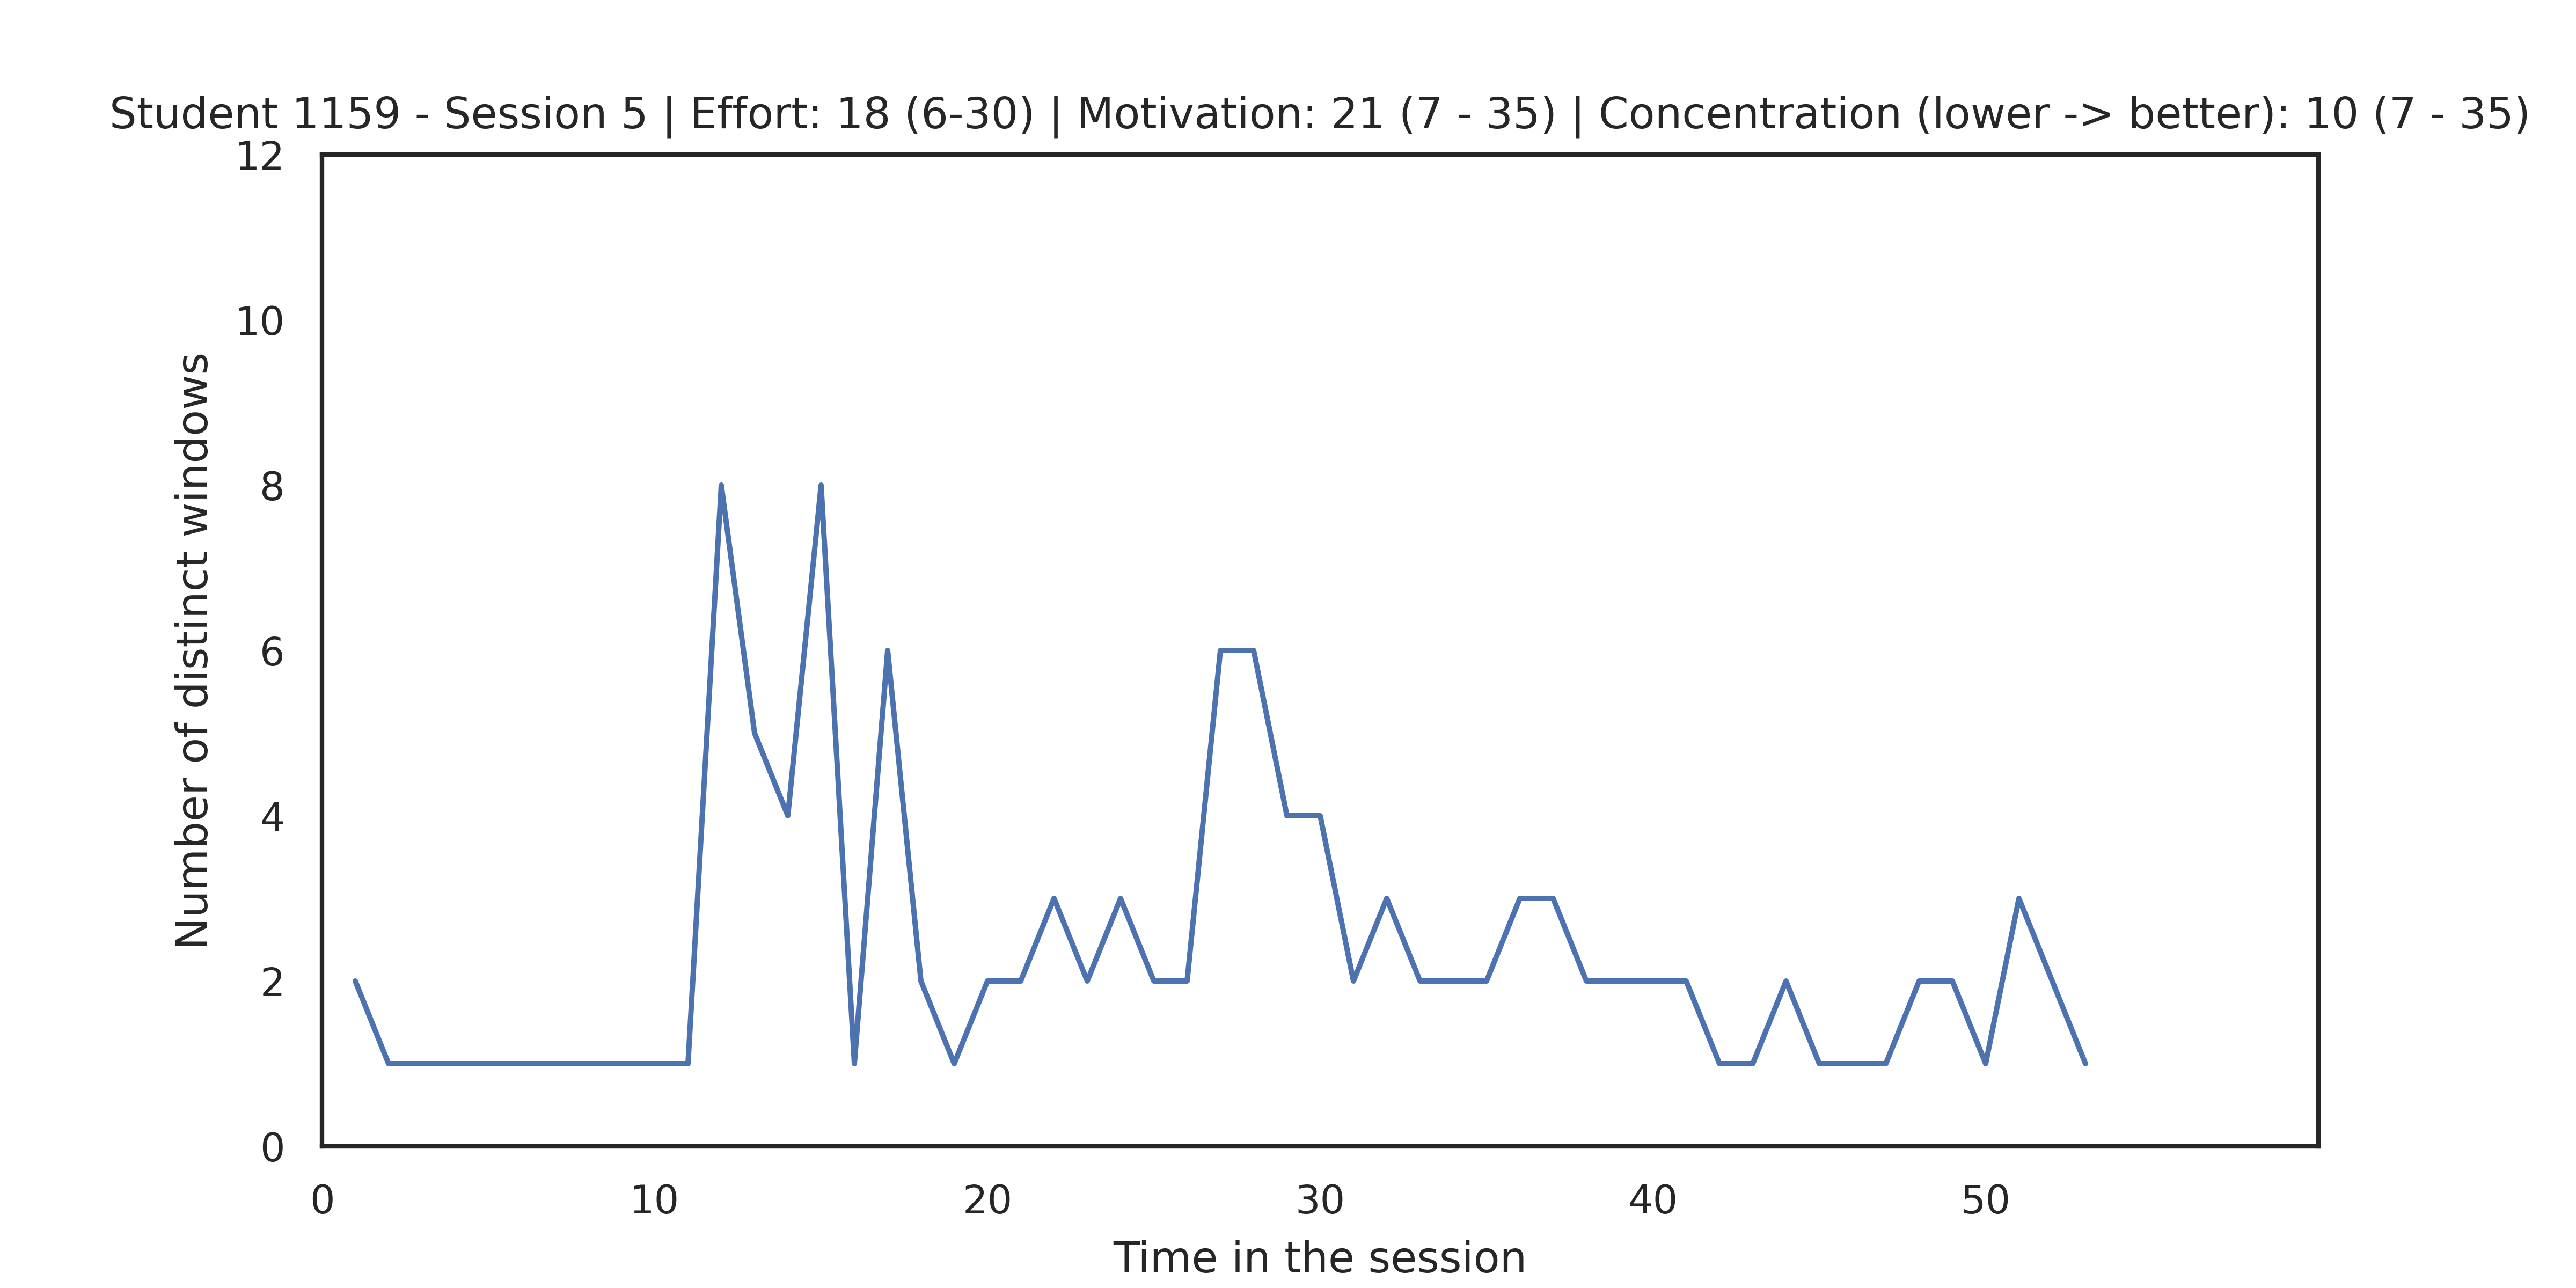 Student 1159 - Session 5 | Effort: 18 (6-30) | Motivation: 21 (7 - 35) | Concentration (lower -> better): 10 (7 - 35)
12
10
8
6
4
2
0
Number of distinct windows
0 10 20 30 40 50
Time in the session